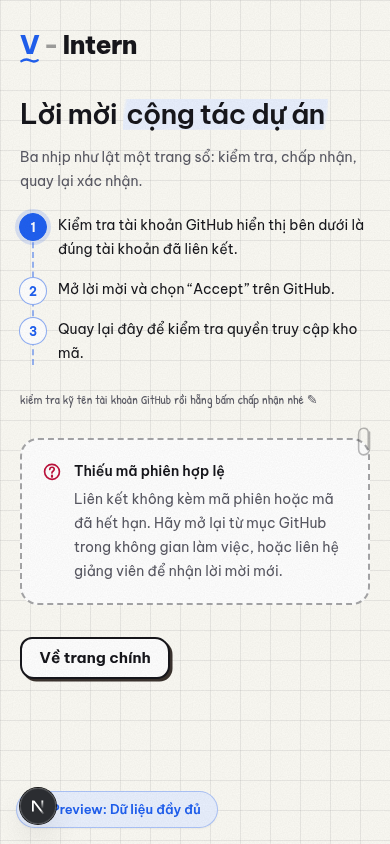 V - Intern
Lời mời cộng tác dự án
Ba nhịp như lật một trang sổ: kiểm tra, chấp nhận,
quay lại xác nhận.
1 Kiểm tra tài khoản GitHub hiển thị bên dưới là
đúng tài khoản đã liên kết.
2 Mở lời mời và chọn “Accept” trên GitHub.
3 Quay lại đây để kiểm tra quyền truy cập kho
mã.
kiểm tra kỹ tên tài khoản GitHub rồi hẵng bấm chấp nhận nhé ✎
Thiếu mã phiên hợp lệ
Liên kết không kèm mã phiên hoặc mã
đã hết hạn. Hãy mở lại từ mục GitHub
trong không gian làm việc, hoặc liên hệ
giảng viên để nhận lời mời mới.
Về trang chính
N Preview: Dữ liệu đầy đủ